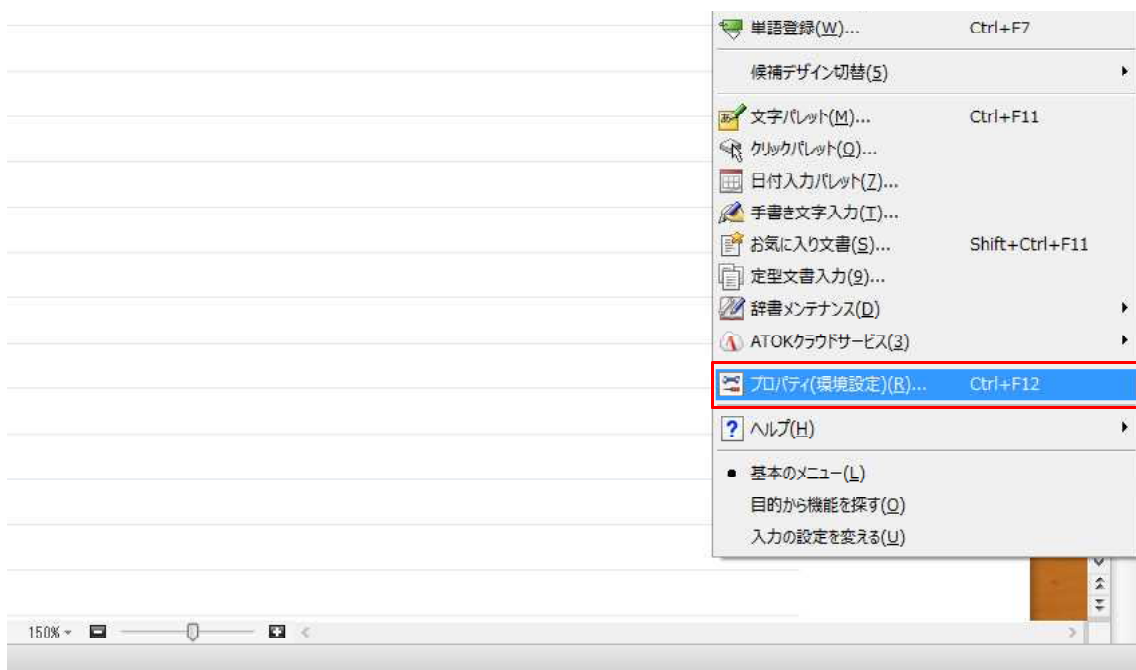 単語登録(W)... Ctrl+F7
候補デザイン切替(5)
文字パレット(M)... Ctrl+F11
クリックパレット(Q)...
日付入力パレット(7)...
手書き文字入力(T)...
お気に入り文書(S)... Shift+Ctrl+F11
定型文書入力(9)...
辞書メンテナンス(D)
ATOKクラウドサービス(3)
プロパティ(環境設定)(R)... Ctrl+F12
ヘルプ(H)
基本のメニュー(L)
目的から機能を探す(O)
入力の設定を変える(U)
150%